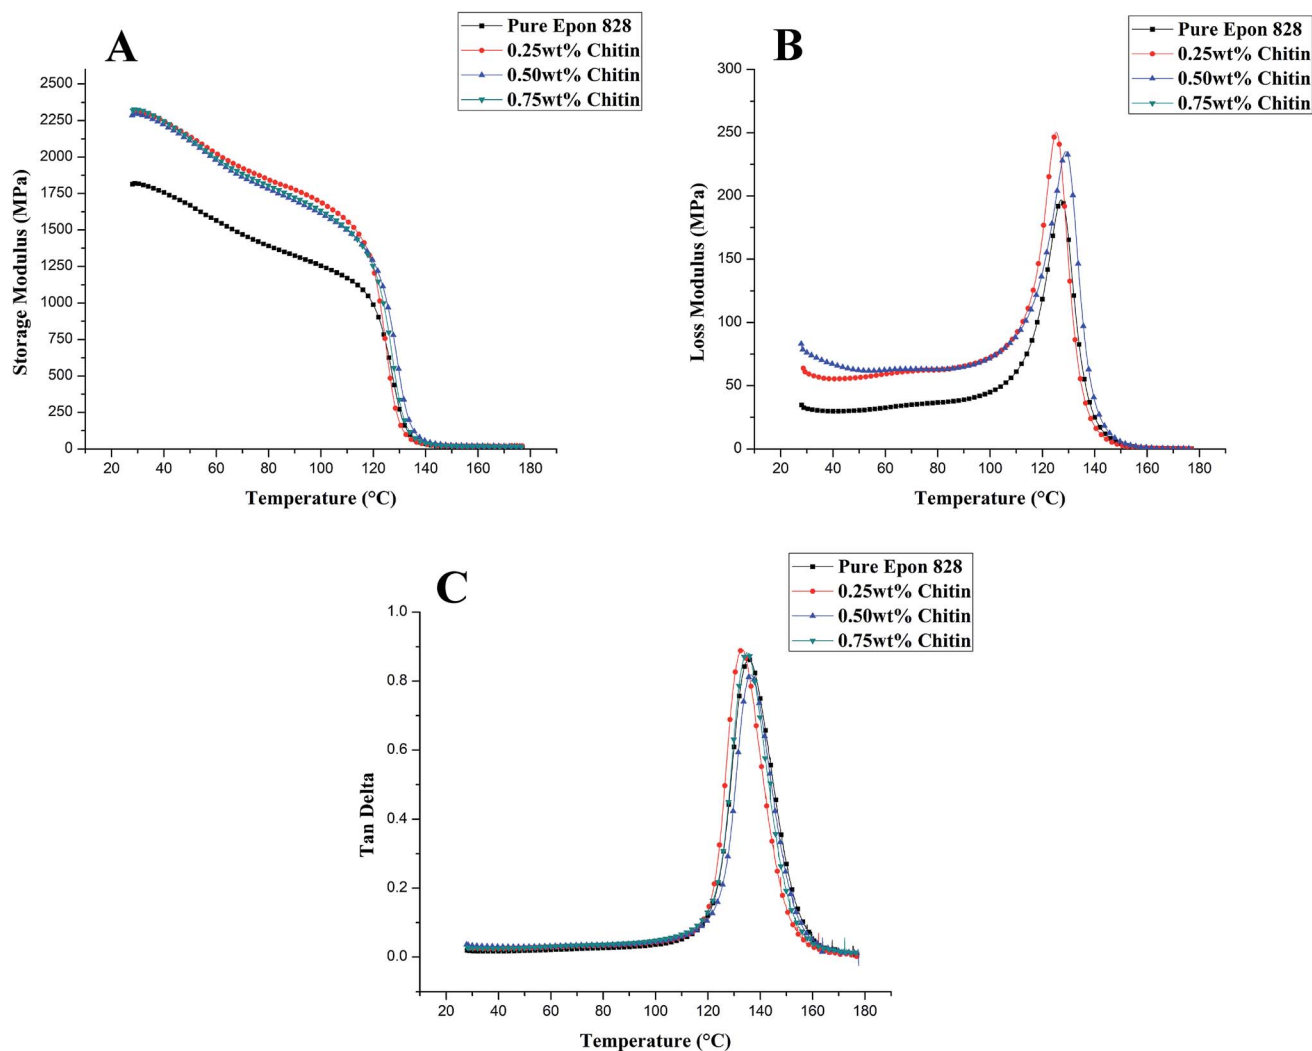 A
Pure Epon 828
0.25wt% Chitin
0.50wt% Chitin
0.75wt% Chitin
2500
2250
2000
1750
1500
1250
1000
750
500
250
0
Storage Modulus (MPa)
20 40 60 80 100 120 140 160 180
Temperature (°C)
B
Pure Epon 828
0.25wt% Chitin
0.50wt% Chitin
0.75wt% Chitin
300
250
200
150
100
50
0
Loss Modulus (MPa)
20 40 60 80 100 120 140 160 180
Temperature (°C)
C
Pure Epon 828
0.25wt% Chitin
0.50wt% Chitin
0.75wt% Chitin
1.0
0.8
0.6
0.4
0.2
0.0
Tan Delta
20 40 60 80 100 120 140 160 180
Temperature (°C)